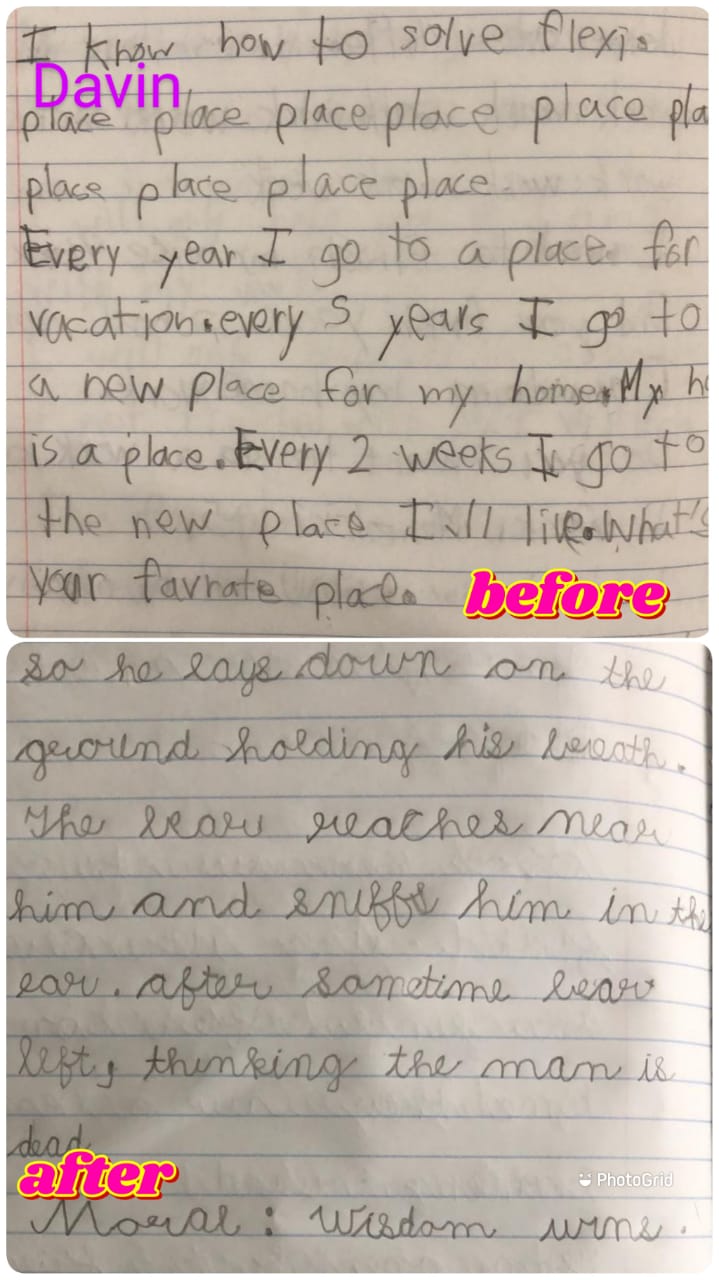 I know how to solve flexi.
Davin
place place place place place pla
place place place place.
Every year I go to a place for
vacation. every 5 years I go to
a new place for my home. My ho
is a place. Every 2 weeks I go to
the new place I'll live. What's
your favrate place.
before
so he lays down on the
ground holding his breath.
The bear reaches near
him and sniffs him in the
ear. after sometime bear
left, thinking the man is
dead
after
PhotoGrid
Moral : Wisdom wins.